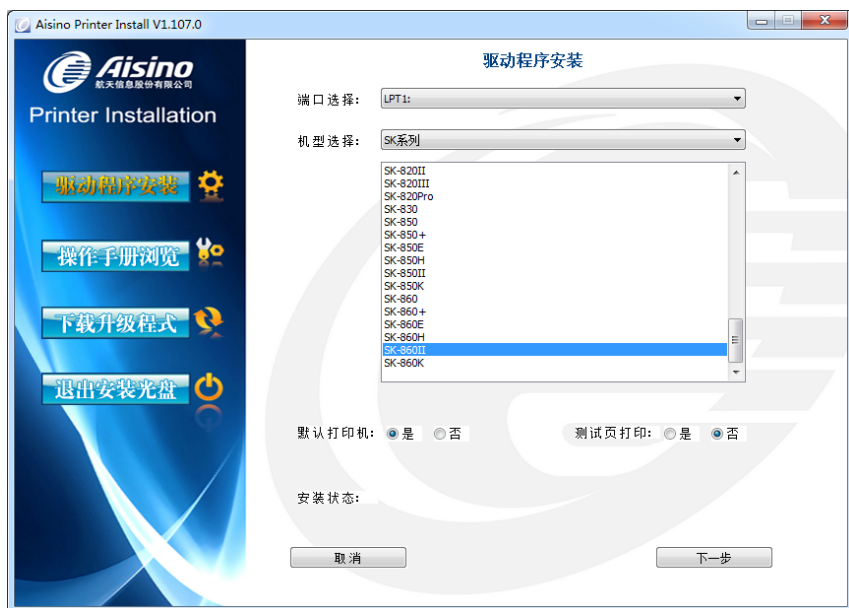 Aisino Printer Install V1.107.0
Aisino
航天信息股份有限公司
Printer Installation
驱动程序安装
操作手册浏览
下载升级程式
退出安装光盘
驱动程序安装
端口选择: LPT1:
机型选择: SK系列
SK-820II
SK-820III
SK-820Pro
SK-830
SK-850
SK-850+
SK-850E
SK-850H
SK-850II
SK-850K
SK-860
SK-860+
SK-860E
SK-860H
SK-860II
SK-860K
默认打印机: 是 否 测试页打印: 是 否
安装状态:
取消 下一步